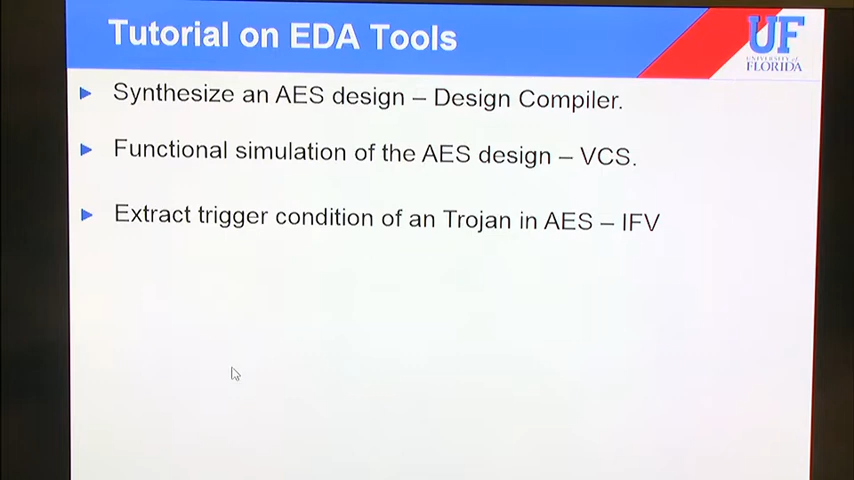 Tutorial on EDA Tools
UF
UNIVERSITY of
FLORIDA
Synthesize an AES design – Design Compiler.
Functional simulation of the AES design – VCS.
Extract trigger condition of an Trojan in AES – IFV